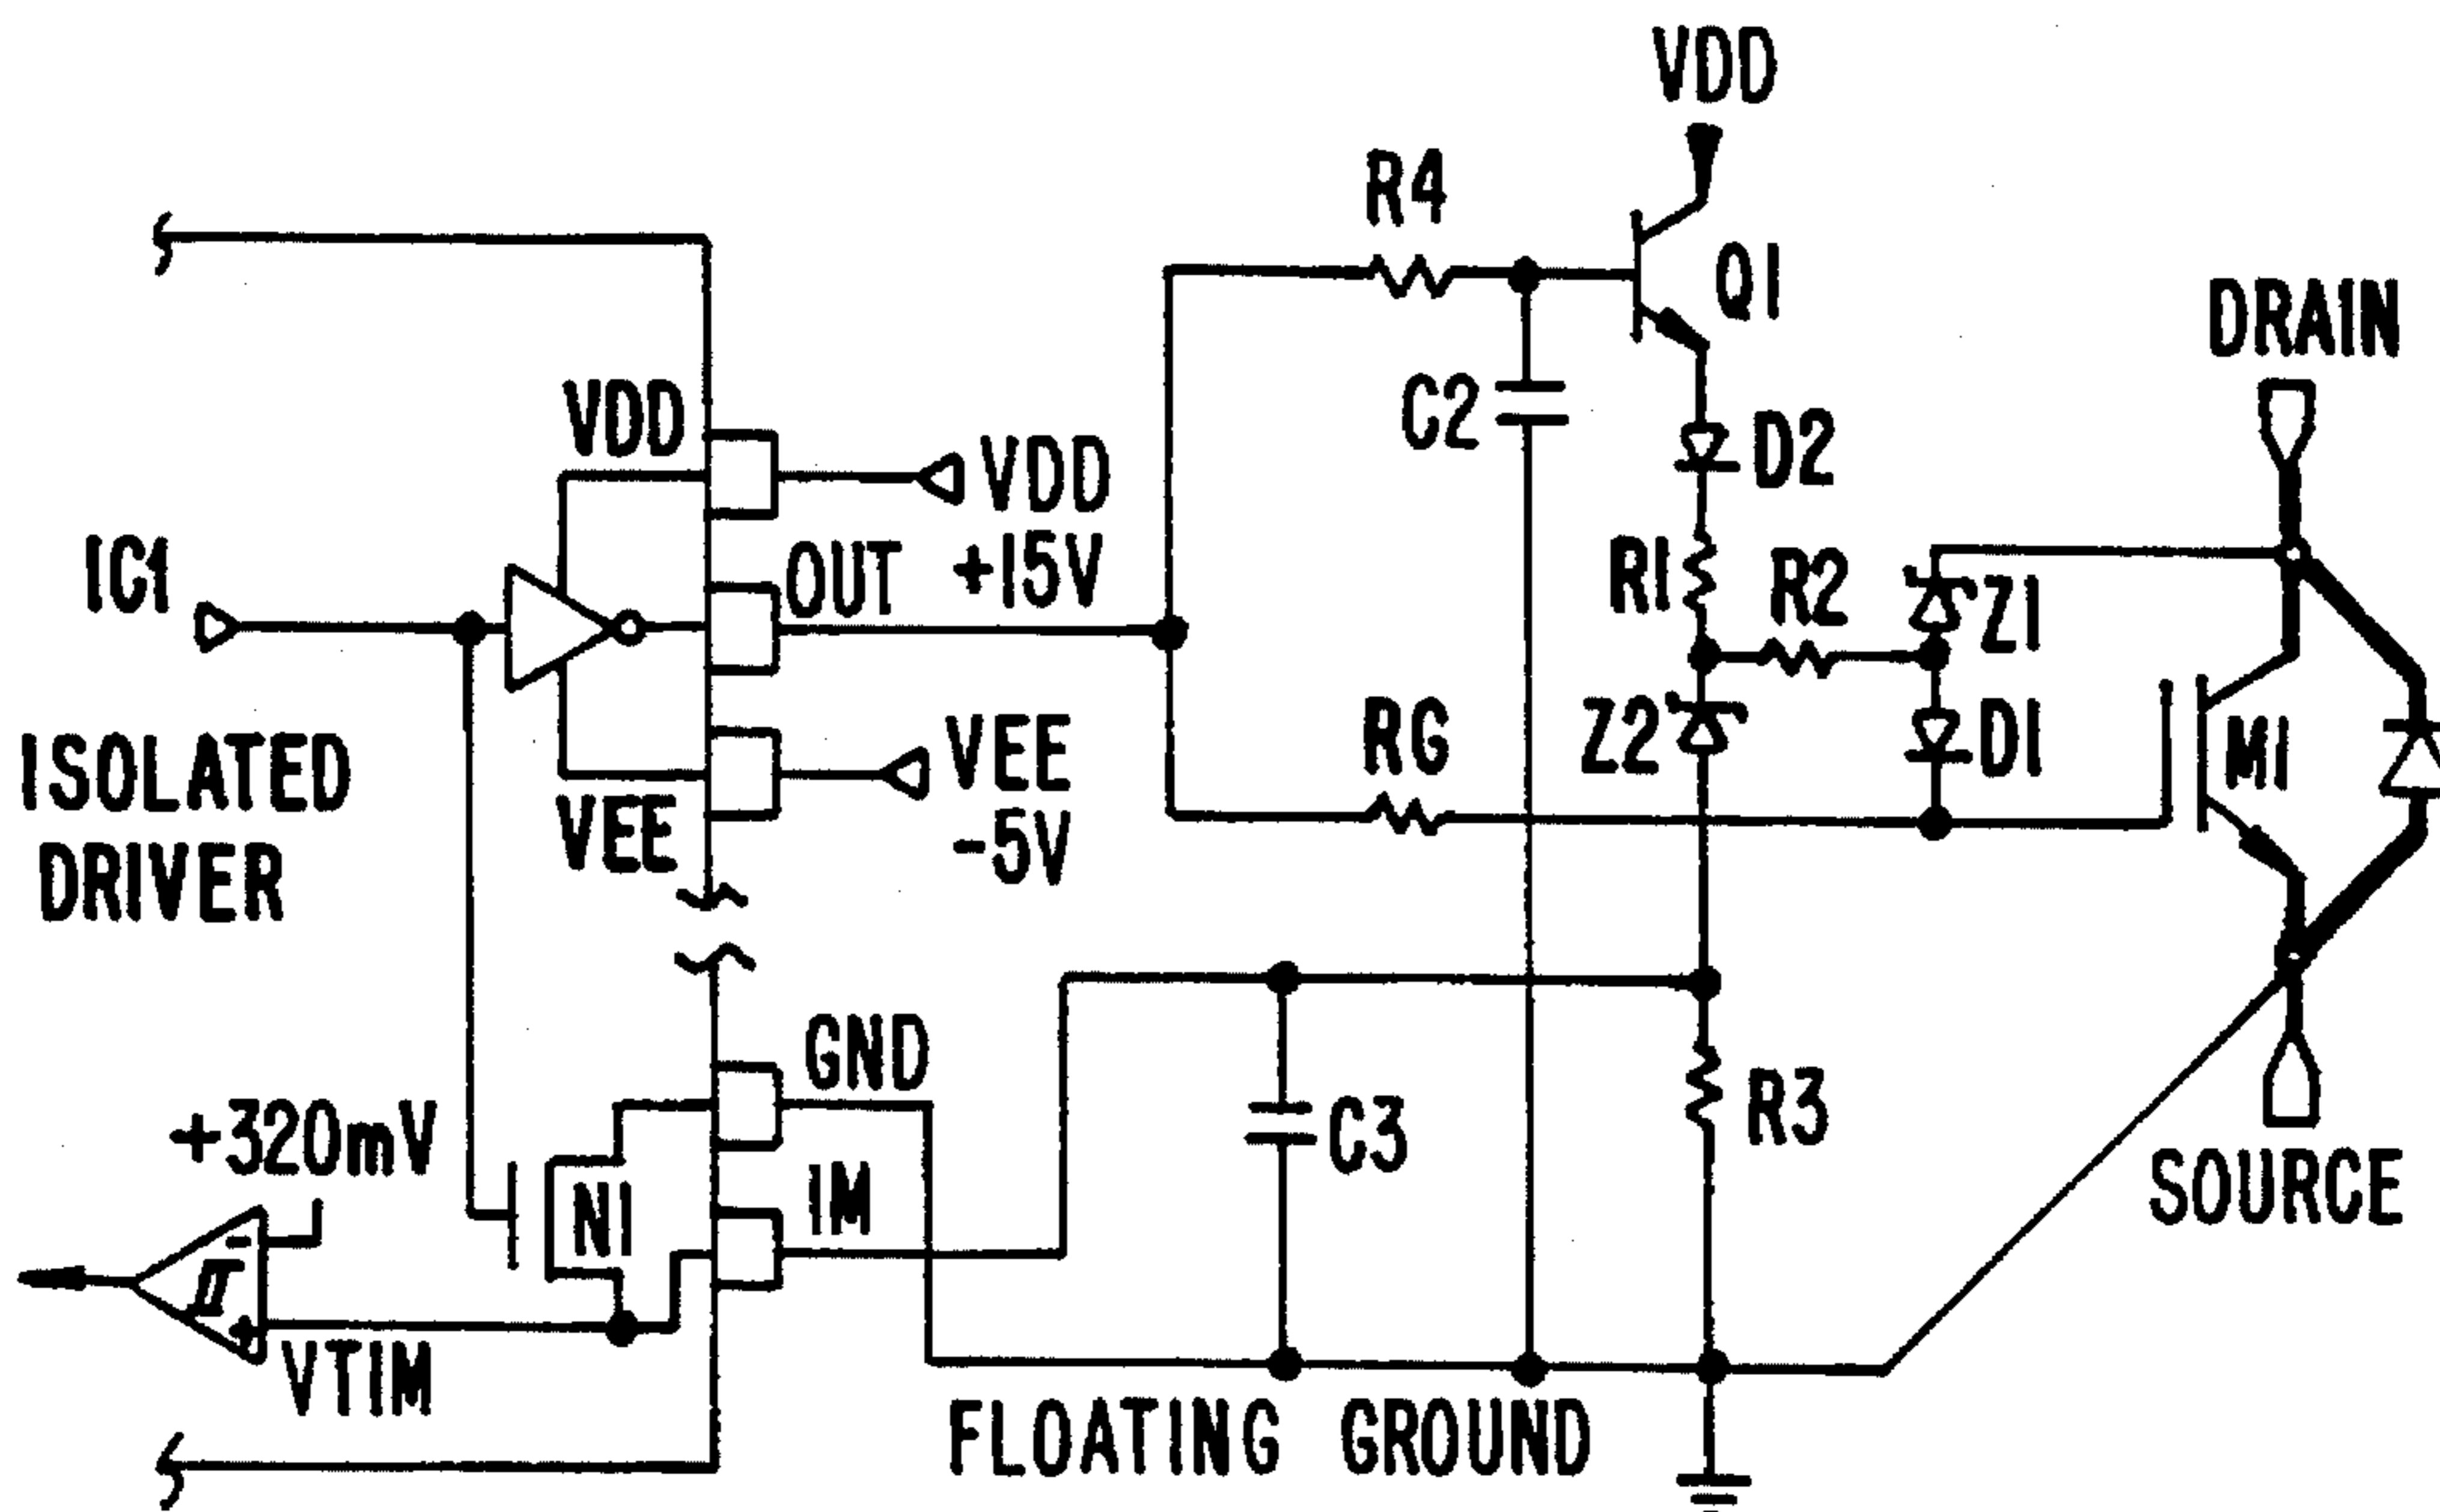 VDD
R4
Q1
DRAIN
VDD
C2
D2
VDD
+15V
IC1
OUT
R1
R2
Z1
ISOLATED
DRIVER
VEE
VEE
-5V
RG
Z2
D1
M1
GND
+320mV
N1
IM
C3
R3
SOURCE
VTIM
FLOATING GROUND